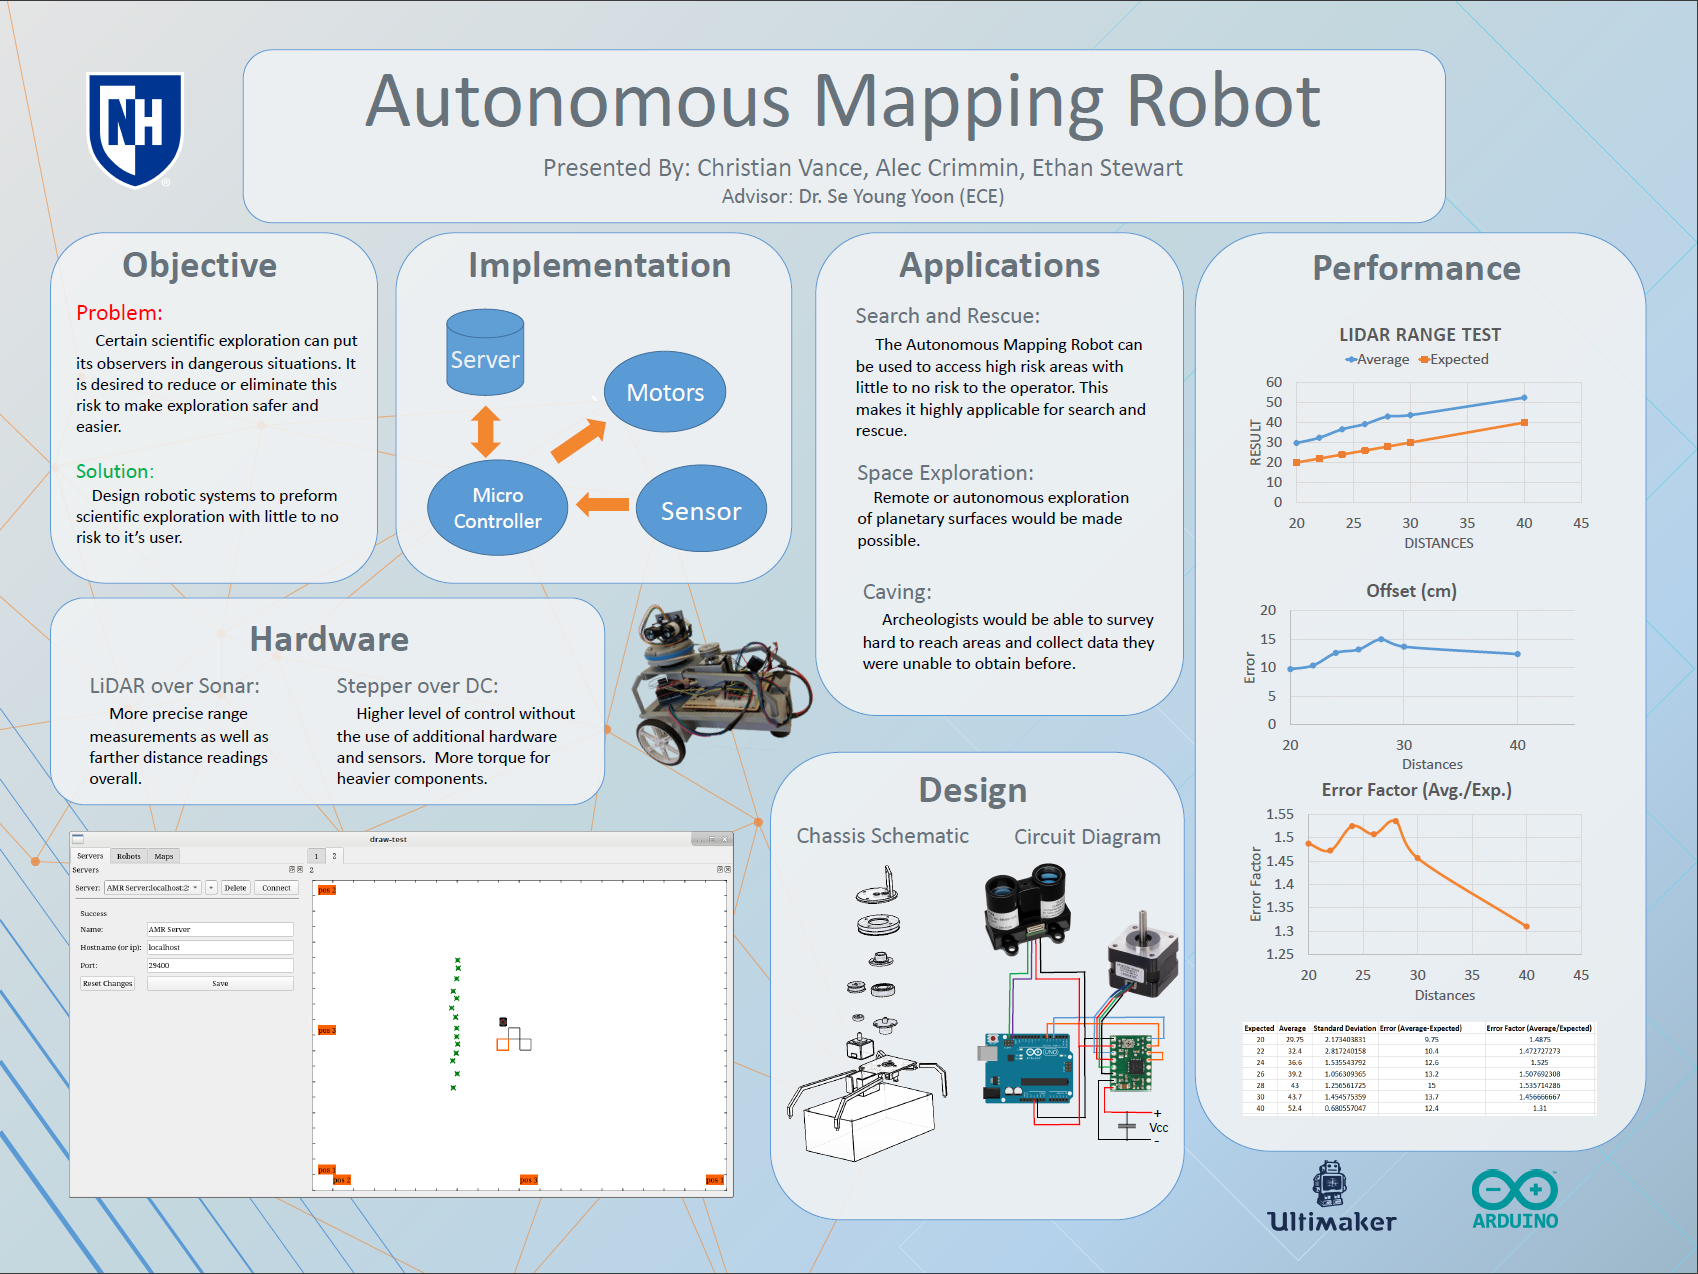 NH
®
Autonomous Mapping Robot
Presented By: Christian Vance, Alec Crimmin, Ethan Stewart
Advisor: Dr. Se Young Yoon (ECE)
Objective
Problem:
Certain scientific exploration can put
its observers in dangerous situations. It
is desired to reduce or eliminate this
risk to make exploration safer and
easier.
Solution:
Design robotic systems to preform
scientific exploration with little to no
risk to it's user.
Implementation
Server
Motors
Micro
Controller
Sensor
Applications
Search and Rescue:
The Autonomous Mapping Robot can
be used to access high risk areas with
little to no risk to the operator. This
makes it highly applicable for search and
rescue.
Space Exploration:
Remote or autonomous exploration
of planetary surfaces would be made
possible.
Caving:
Archeologists would be able to survey
hard to reach areas and collect data they
were unable to obtain before.
Hardware
LiDAR over Sonar:
More precise range
measurements as well as
farther distance readings
overall.
Stepper over DC:
Higher level of control without
the use of additional hardware
and sensors. More torque for
heavier components.
draw-test
Servers Robots Maps
Servers
Server: AMR Server:localhost:2 + Delete Connect
Success
Name: AMR Server
Hostname (or ip): localhost
Port: 29400
Reset Changes Save
1 2
2
pos 2
pos 3
pos 1
pos 2 pos 3 pos 1
Design
Chassis Schematic
Circuit Diagram
UNO
+
Vcc
-
Performance
LIDAR RANGE TEST
Average Expected
RESULT
60
50
40
30
20
10
0
20 25 30 35 40 45
DISTANCES
Offset (cm)
Error
20
15
10
5
0
20 30 40
Distances
Error Factor (Avg./Exp.)
Error Factor
1.55
1.5
1.45
1.4
1.35
1.3
1.25
20 25 30 35 40 45
Distances
Expected Average Standard Deviation Error (Average-Expected) Error Factor (Average/Expected)
20 29.75 2.173403831 9.75 1.4875
22 32.4 2.817240158 10.4 1.472727273
24 36.6 1.535543792 12.6 1.525
26 39.2 1.056309365 13.2 1.507692308
28 43 1.256561725 15 1.535714286
30 43.7 1.454575359 13.7 1.456666667
40 52.4 0.680557047 12.4 1.31
Ultimaker
ARDUINO